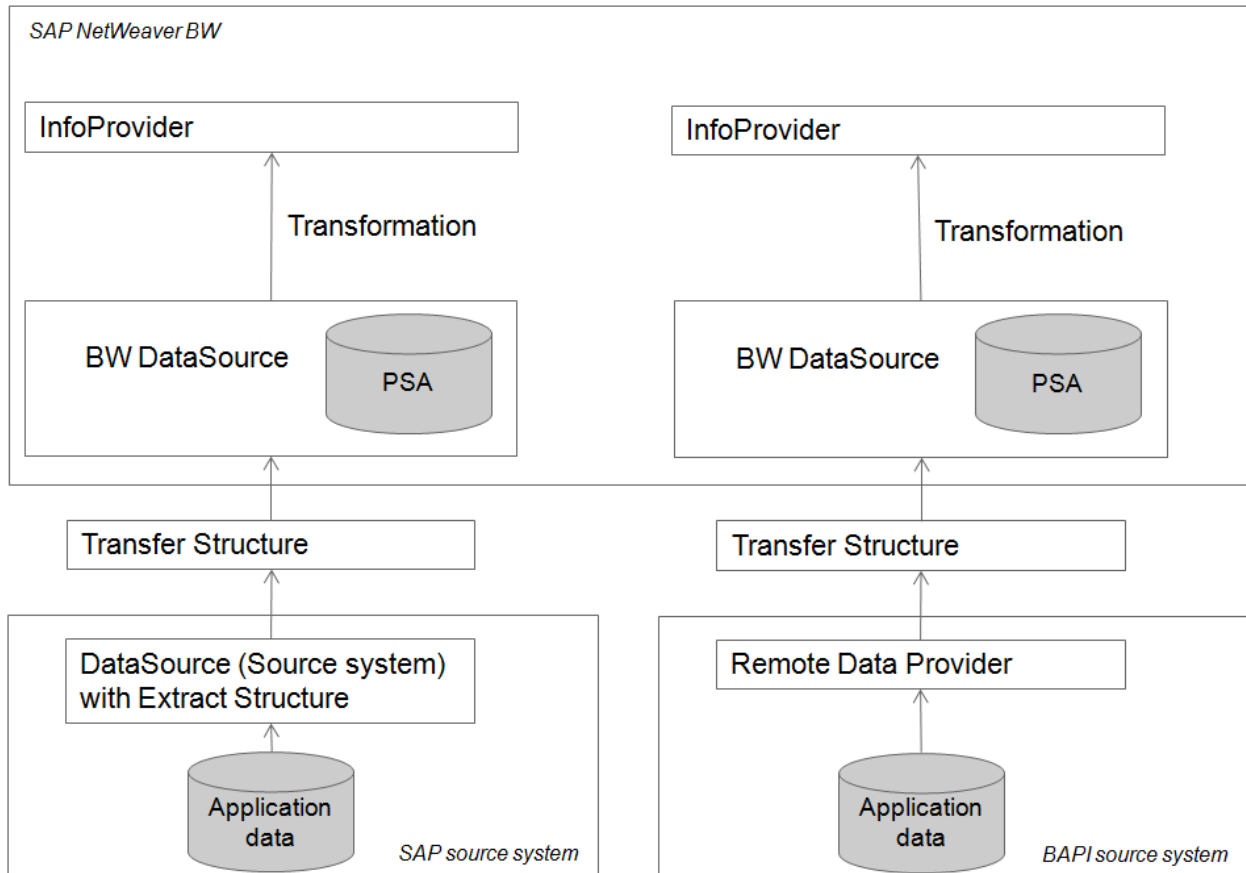 SAP NetWeaver BW
InfoProvider
InfoProvider
Transformation
Transformation
BW DataSource
PSA
BW DataSource
PSA
Transfer Structure
Transfer Structure
DataSource (Source system)
with Extract Structure
Remote Data Provider
Application
data
Application
data
SAP source system
BAPI source system